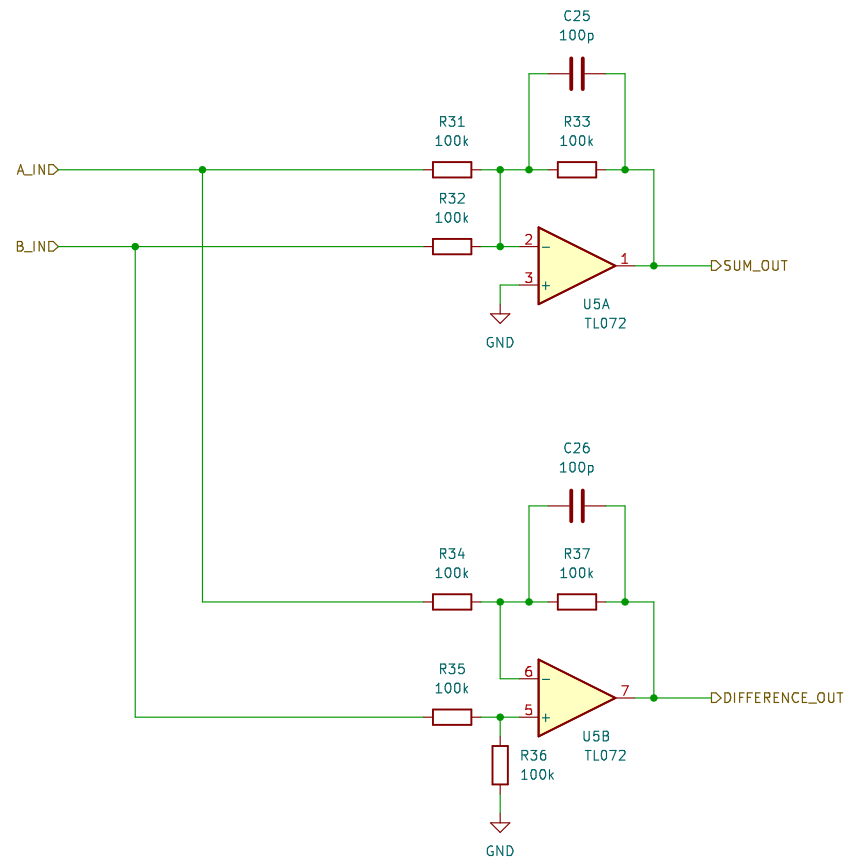 C25
100p
R31
100k
R33
100k
A_IN
R32
100k
B_IN
2
1
SUM_OUT
3
U5A
TL072
GND
C26
100p
R34
100k
R37
100k
R35
100k
6
7
DIFFERENCE_OUT
5
U5B
TL072
R36
100k
GND